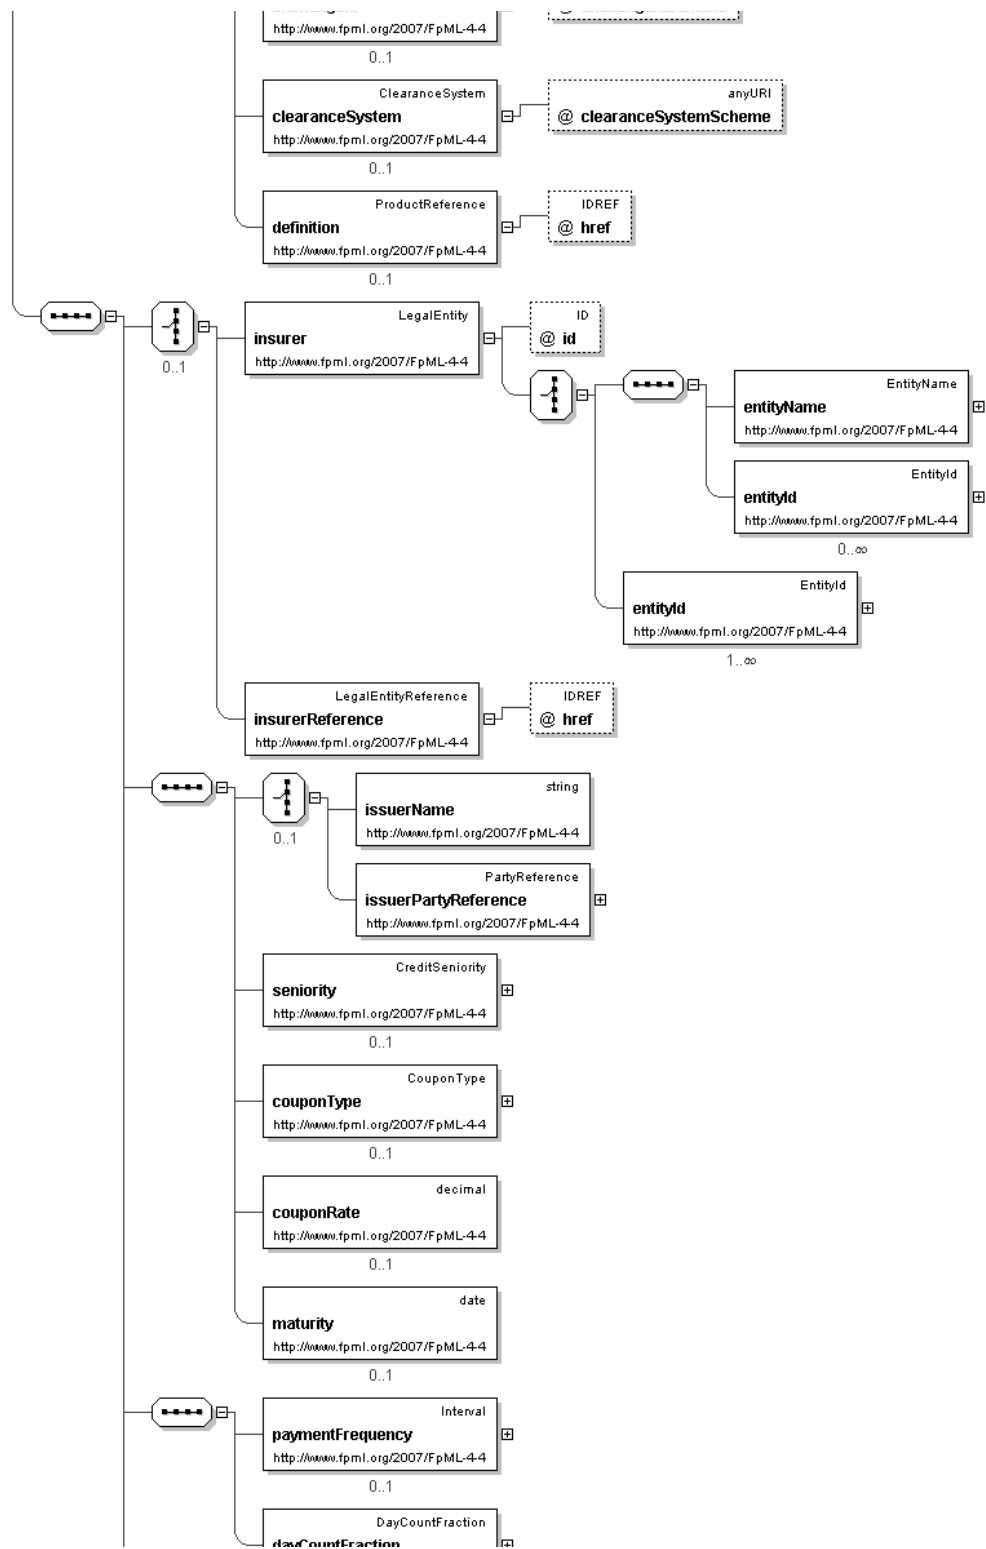 http://www.fpml.org/2007/FpML-4-4
0..1
ClearanceSystem
clearanceSystem
http://www.fpml.org/2007/FpML-4-4
0..1
anyURI
@ clearanceSystemScheme
ProductReference
definition
http://www.fpml.org/2007/FpML-4-4
0..1
IDREF
@ href
0..1
LegalEntity
insurer
http://www.fpml.org/2007/FpML-4-4
ID
@ id
EntityName
entityName
http://www.fpml.org/2007/FpML-4-4
EntityId
entityId
http://www.fpml.org/2007/FpML-4-4
0..∞
EntityId
entityId
http://www.fpml.org/2007/FpML-4-4
1..∞
LegalEntityReference
insurerReference
http://www.fpml.org/2007/FpML-4-4
IDREF
@ href
0..1
string
issuerName
http://www.fpml.org/2007/FpML-4-4
PartyReference
issuerPartyReference
http://www.fpml.org/2007/FpML-4-4
CreditSeniority
seniority
http://www.fpml.org/2007/FpML-4-4
0..1
CouponType
couponType
http://www.fpml.org/2007/FpML-4-4
0..1
decimal
couponRate
http://www.fpml.org/2007/FpML-4-4
0..1
date
maturity
http://www.fpml.org/2007/FpML-4-4
0..1
Interval
paymentFrequency
http://www.fpml.org/2007/FpML-4-4
0..1
DayCountFraction
dayCountFraction